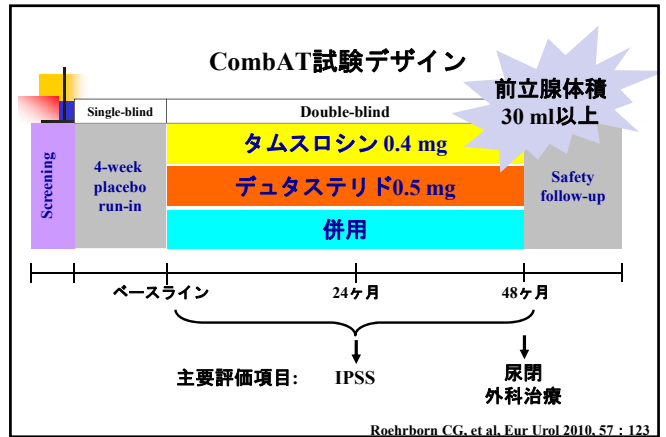 CombAT試験デザイン
前立腺体積
30 ml以上
Single-blind
Double-blind
Screening
4-week
placebo
run-in
タムスロシン 0.4 mg
デュタステリド0.5 mg
併用
Safety
follow-up
ベースライン
24ヶ月
48ヶ月
主要評価項目:
IPSS
尿閉
外科治療
Roehrborn CG, et al, Eur Urol 2010, 57：123